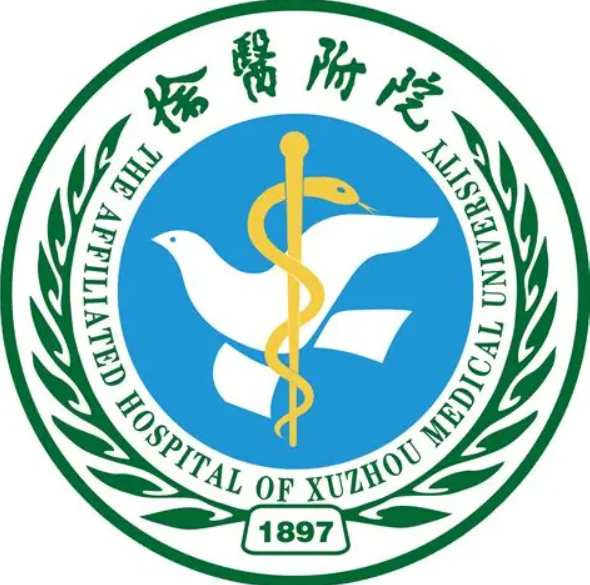 徐醫附院
THE AFFILIATED HOSPITAL OF XUZHOU MEDICAL UNIVERSITY
1897